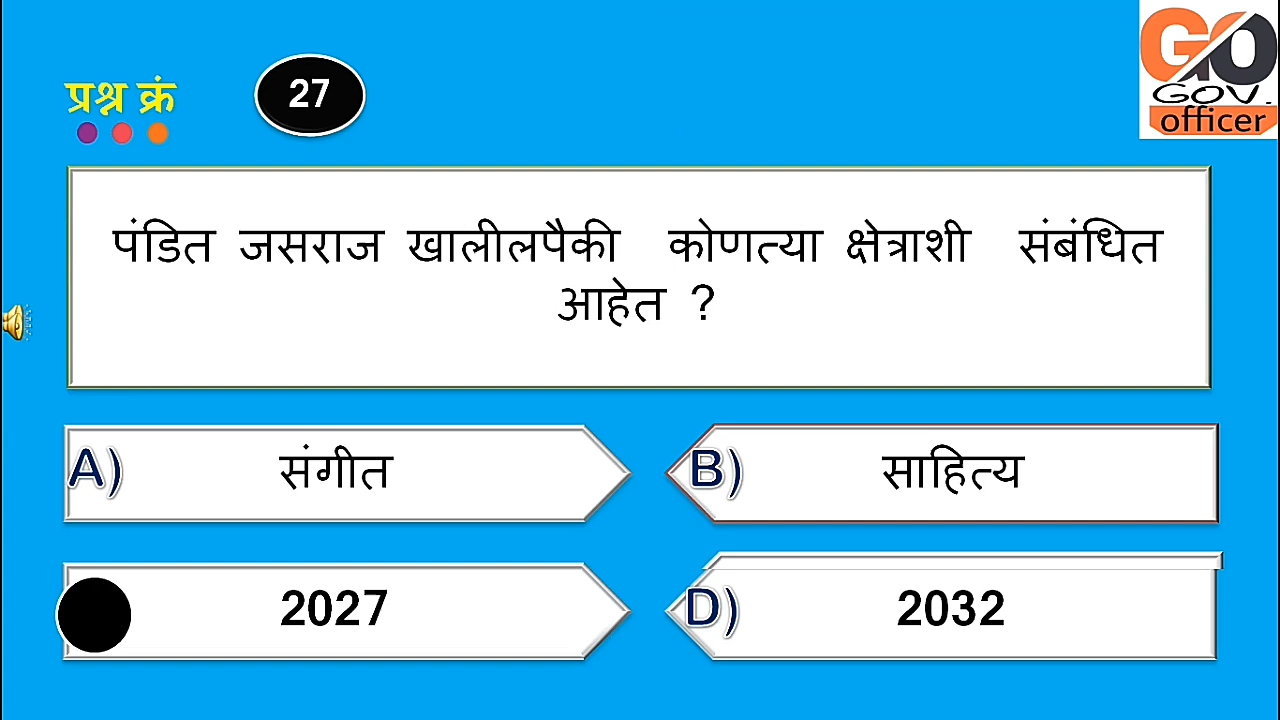 प्रश्न क्रं
27
GO
GOV.
officer
पंडित जसराज खालीलपैकी कोणत्या क्षेत्राशी संबंधित
आहेत ?
A) संगीत
B) साहित्य
2027
D) 2032